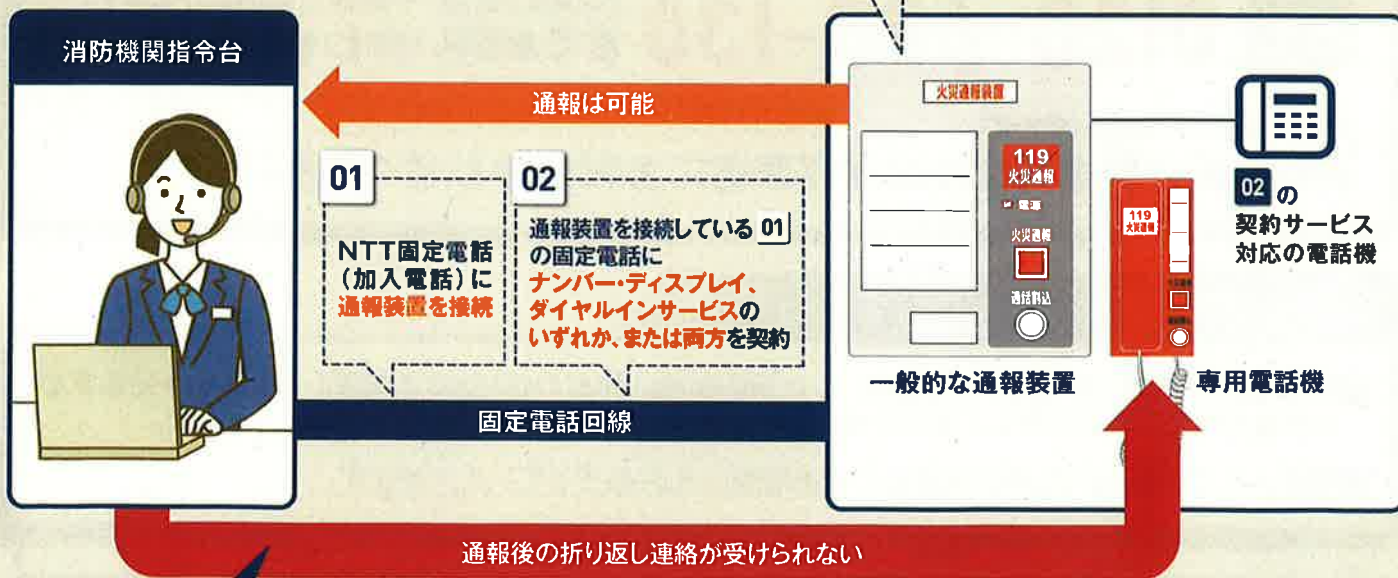 消防機関指令台
通報は可能
01
NTT固定電話
(加入電話)に
通報装置を接続
02
通報装置を接続している 01
の固定電話に
ナンバー・ディスプレイ、
ダイヤルインサービスの
いずれか、または両方を契約
固定電話回線
火災通報装置
119
火災通報
電源
火災通報
通話割込
一般的な通報装置
119
火災通報
専用電話機
02 の
契約サービス
対応の電話機
通報後の折り返し連絡が受けられない